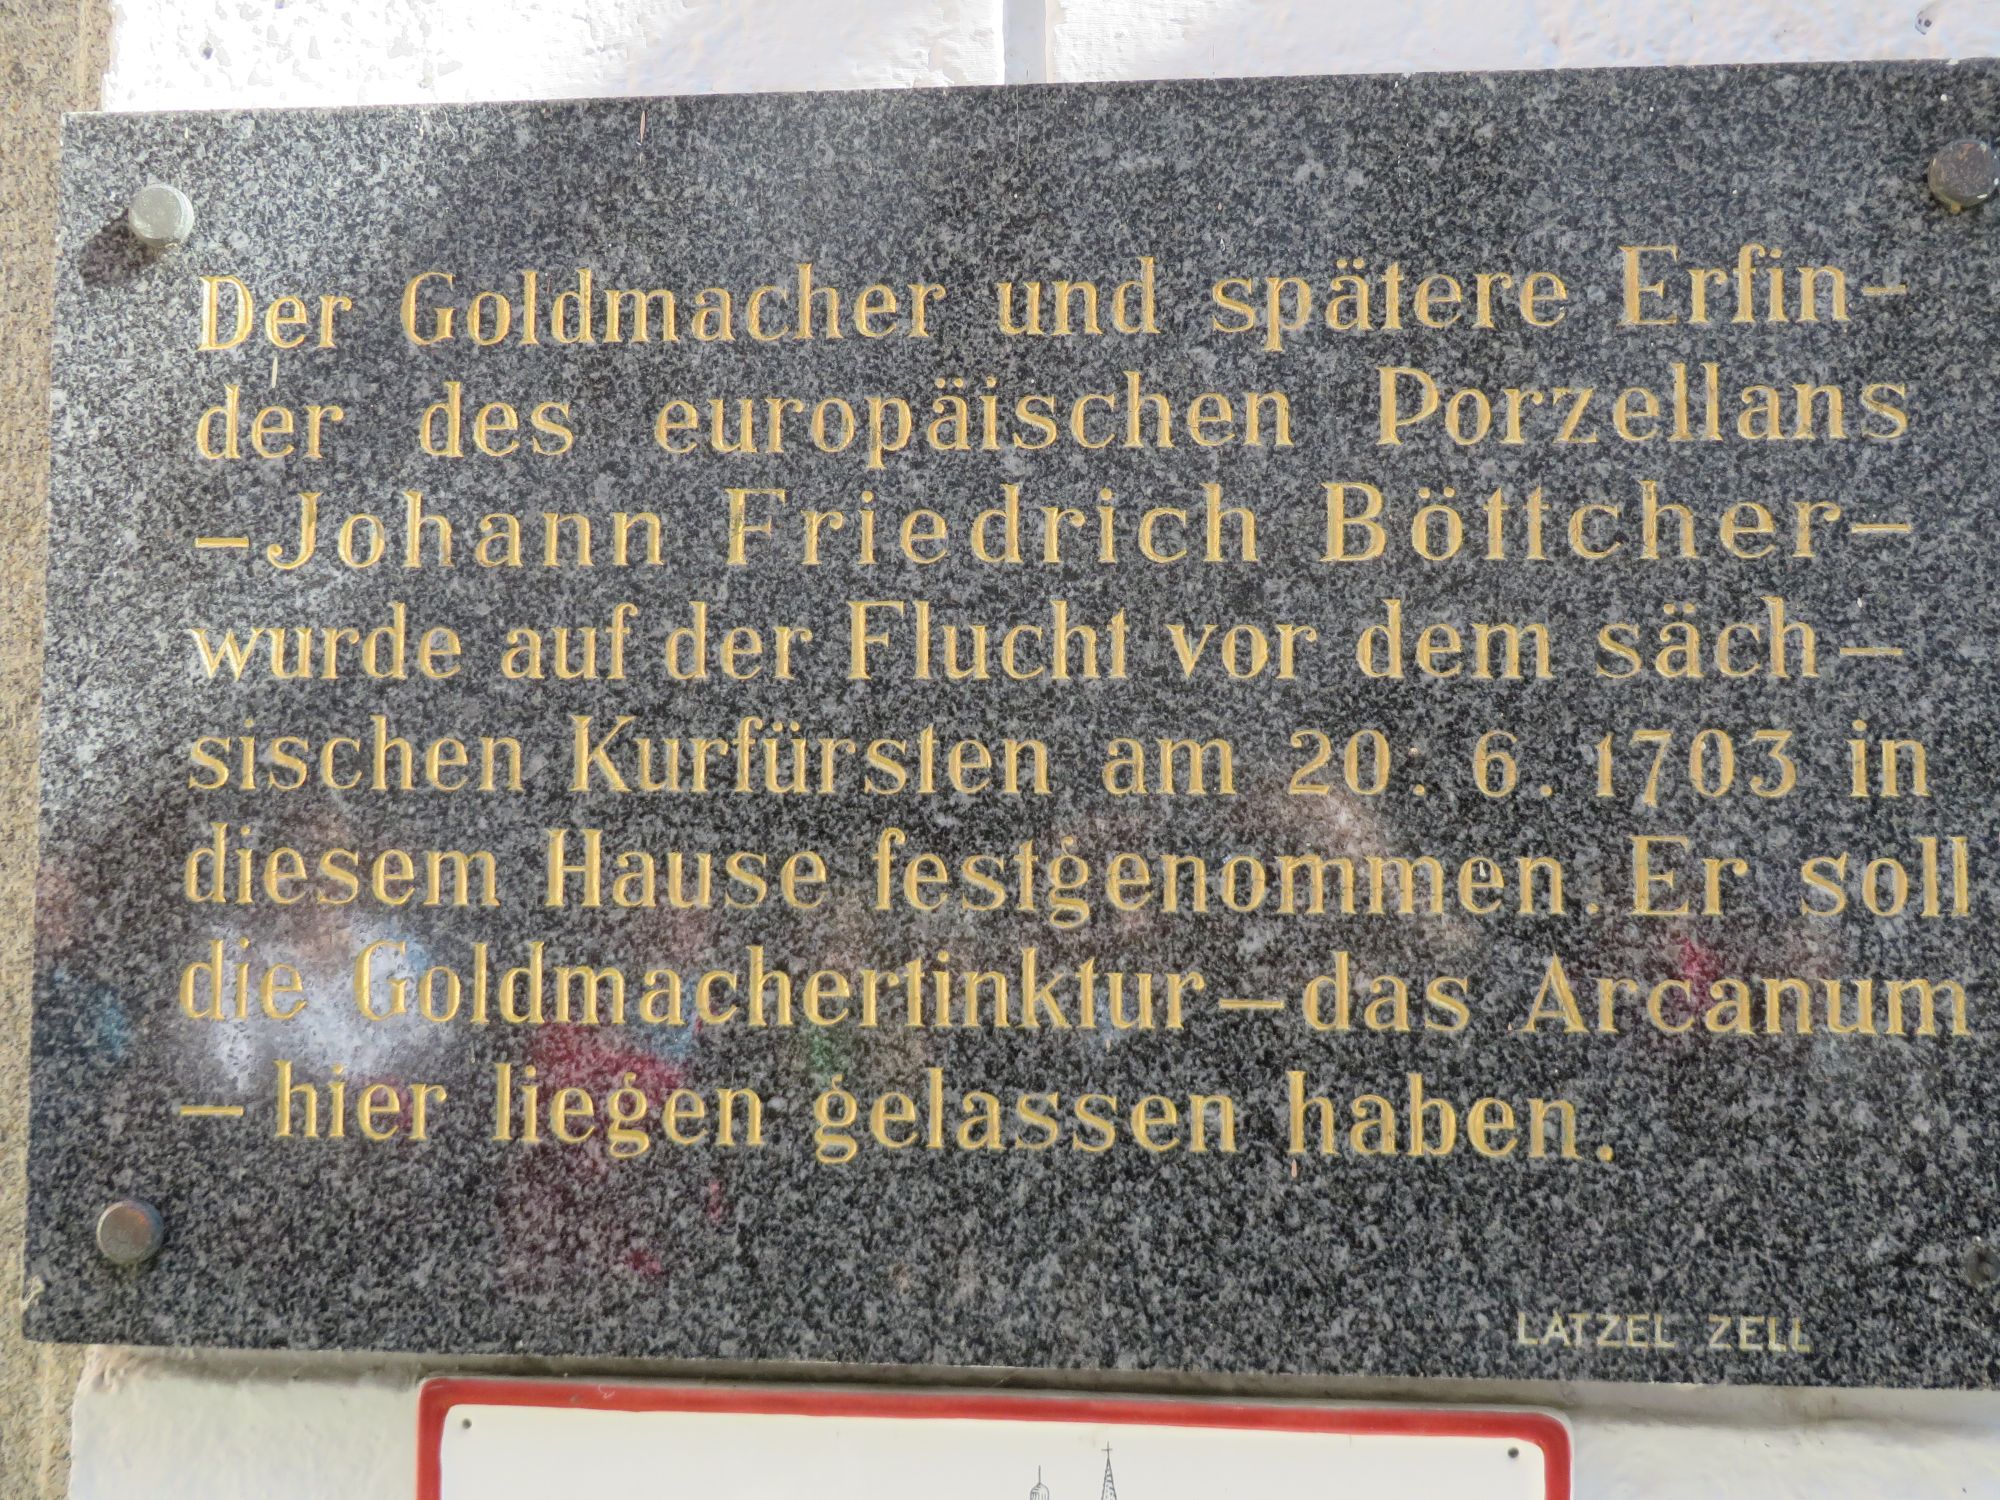 Der Goldmacher und spätere Erfin-
der des europäischen Porzellans
-Johann Friedrich Böttcher-
wurde auf der Flucht vor dem säch-
sischen Kurfürsten am 20. 6. 1703 in
diesem Hause festgenommen. Er soll
die Goldmachertinktur-das Arcanum
- hier liegen gelassen haben.
LATZEL ZELL